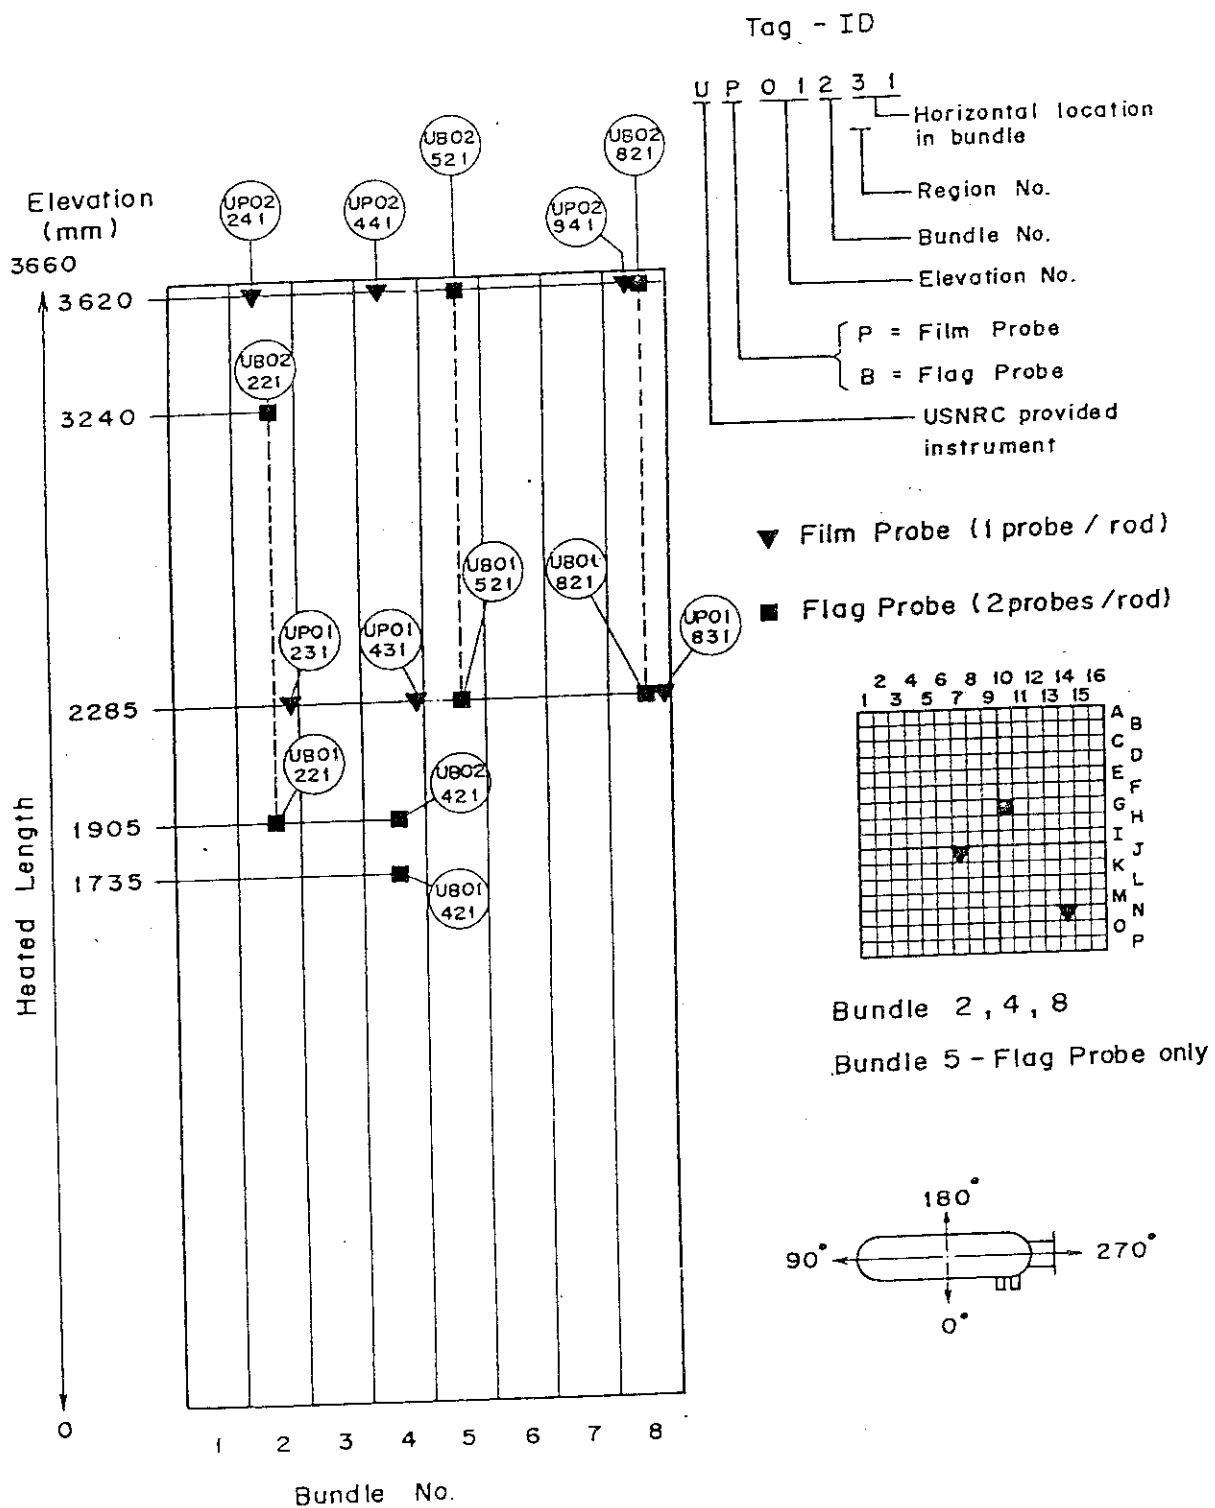 Tag - ID
U P 0 1 2 3 1
Horizontal location
in bundle
Region No.
Bundle No.
Elevation No.
P = Film Probe
B = Flag Probe
USNRC provided
instrument
UB02
521
UB02
821
UP02
241
UP02
441
UP02
941
Elevation
(mm)
3660
3620
UB02
221
3240
UB01
521
UB01
821
UP01
831
UP01
231
UP01
431
2285
UB01
221
UB02
421
1905
1735
UB01
421
Heated Length
0
1 2 3 4 5 6 7 8
Bundle No.
Film Probe (1 probe / rod)
Flag Probe (2probes/rod)
2 4 6 8 10 12 14 16
1 3 5 7 9 11 13 15
A
B
C
D
E
F
G
H
I
J
K
L
M
N
O
P
Bundle 2 , 4 , 8
Bundle 5 - Flag Probe only
180°
90°
270°
0°